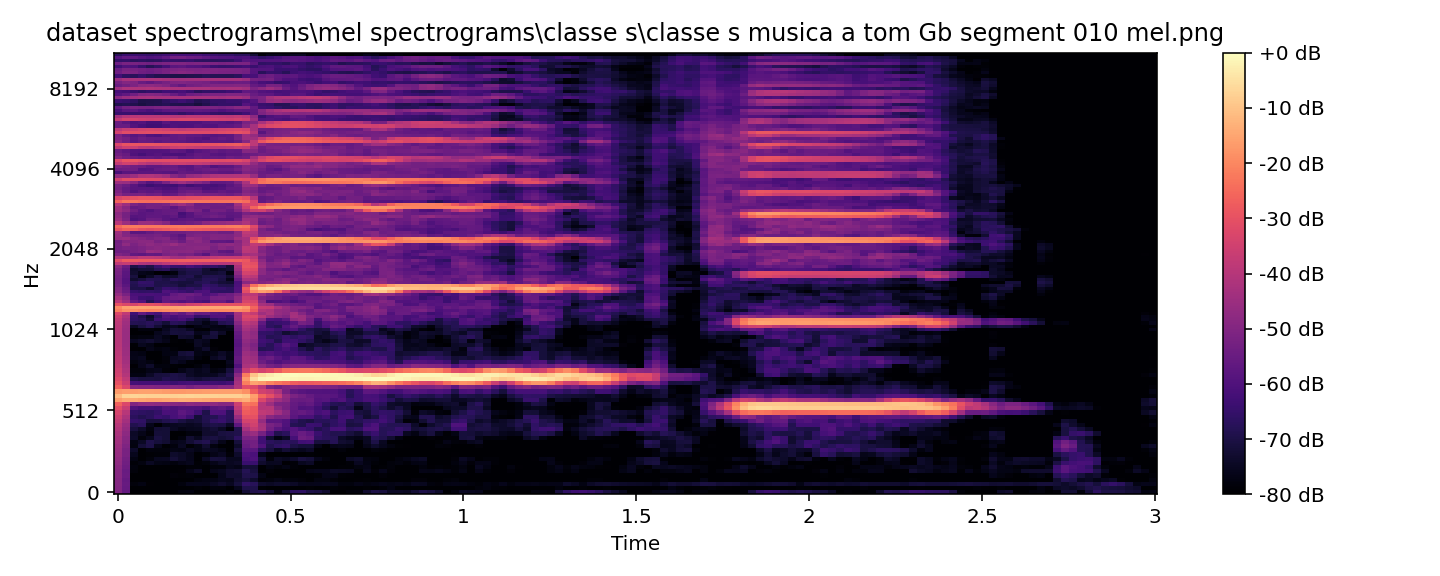 dataset spectrograms\mel spectrograms\classe s\classe s musica a tom Gb segment 010 mel.png
8192
4096
2048
1024
512
0
Hz
0
0.5
1
1.5
2
2.5
3
Time
+0 dB
-10 dB
-20 dB
-30 dB
-40 dB
-50 dB
-60 dB
-70 dB
-80 dB